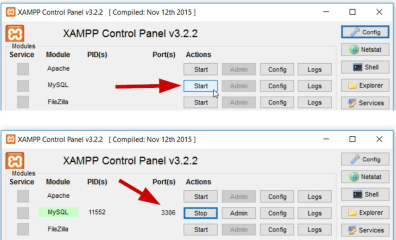 XAMPP Control Panel v3.2.2 [ Compiled: Nov 12th 2015 ]
XAMPP Control Panel v3.2.2
Config
Modules
Service Module PID(s) Port(s) Actions
Netstat
Apache Start Admin Config Logs
Shell
MySQL Start Admin Config Logs
Explorer
FileZilla Start Admin Config Logs
Services
XAMPP Control Panel v3.2.2 [ Compiled: Nov 12th 2015 ]
XAMPP Control Panel v3.2.2
Config
Modules
Service Module PID(s) Port(s) Actions
Netstat
Apache Start Admin Config Logs
Shell
MySQL 11552 3306 Stop Admin Config Logs
Explorer
FileZilla Start Admin Config Logs
Services